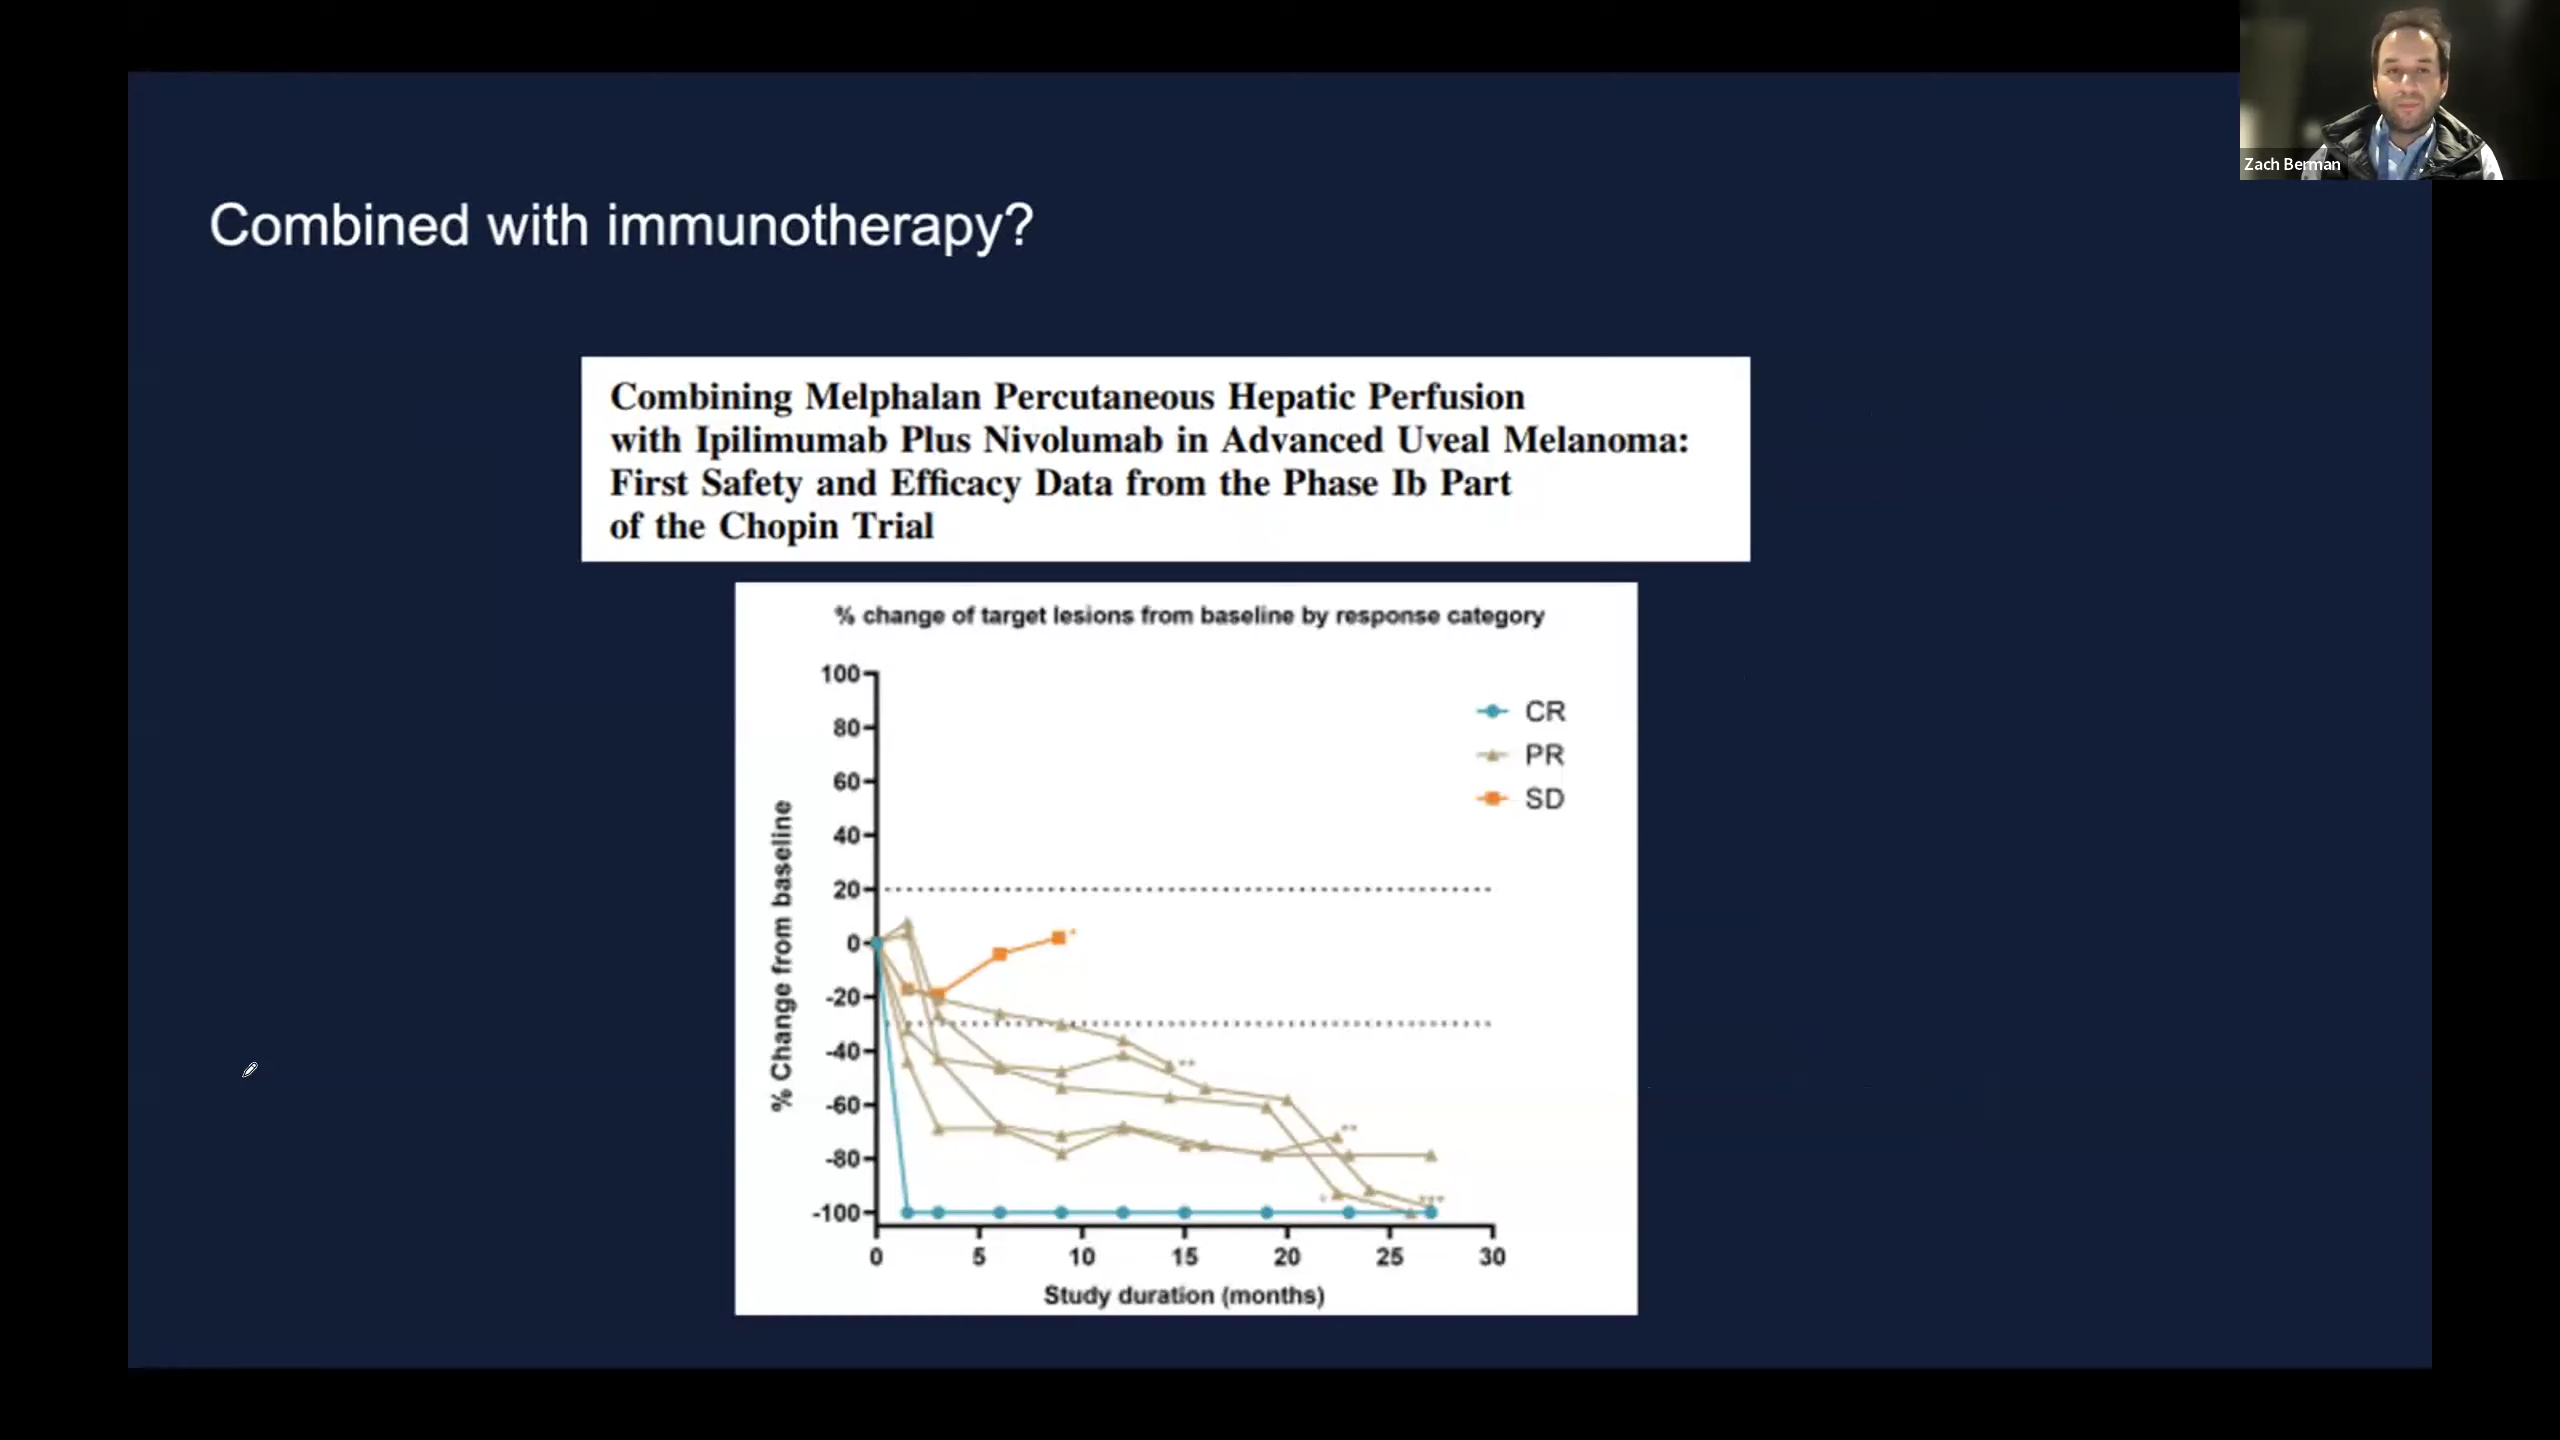 Zach Berman
Combined with immunotherapy?
Combining Melphalan Percutaneous Hepatic Perfusion
with Ipilimumab Plus Nivolumab in Advanced Uveal Melanoma:
First Safety and Efficacy Data from the Phase Ib Part
of the Chopin Trial
% change of target lesions from baseline by response category
CR
PR
SD
% Change from baseline
100
80
60
40
20
0
-20
-40
-60
-80
-100
*
**
**
*
***
0 5 10 15 20 25 30
Study duration (months)